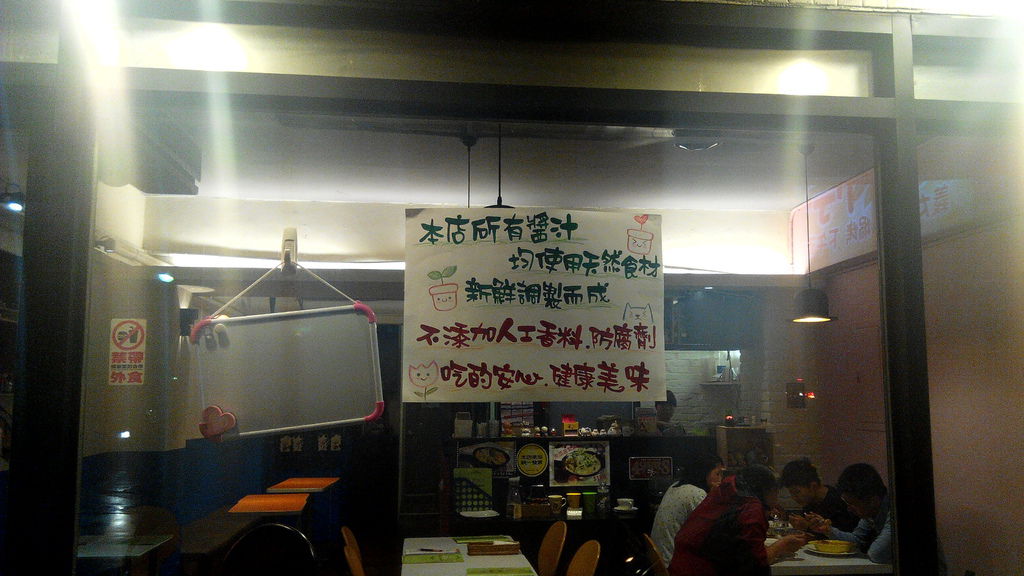 本店所有醬汁
均使用天然食材
新鮮調製而成
不添加人工香料.防腐劑
吃的安心.健康美味
禁帶
外食